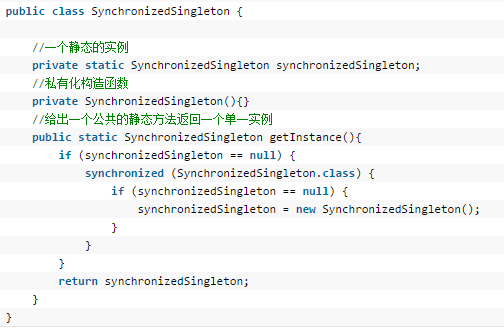 public class SynchronizedSingleton {
//一个静态的实例
private static SynchronizedSingleton synchronizedSingleton;
//私有化构造函数
private SynchronizedSingleton(){}
//给出一个公共的静态方法返回一个单一实例
public static SynchronizedSingleton getInstance(){
if (synchronizedSingleton == null) {
synchronized (SynchronizedSingleton.class) {
if (synchronizedSingleton == null) {
synchronizedSingleton = new SynchronizedSingleton();
}
}
}
return synchronizedSingleton;
}
}